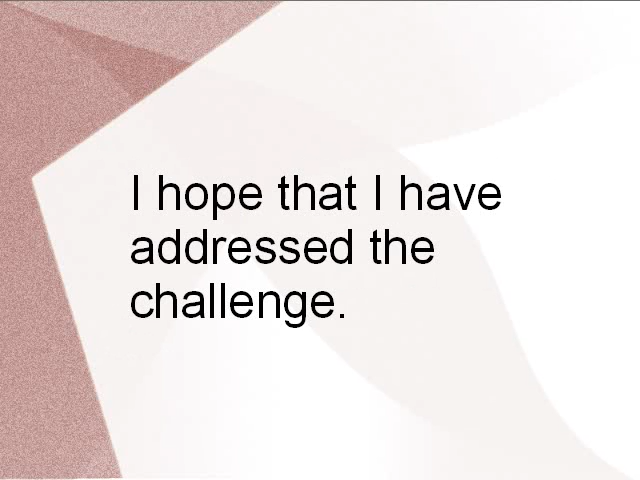 I hope that I have
addressed the
challenge.